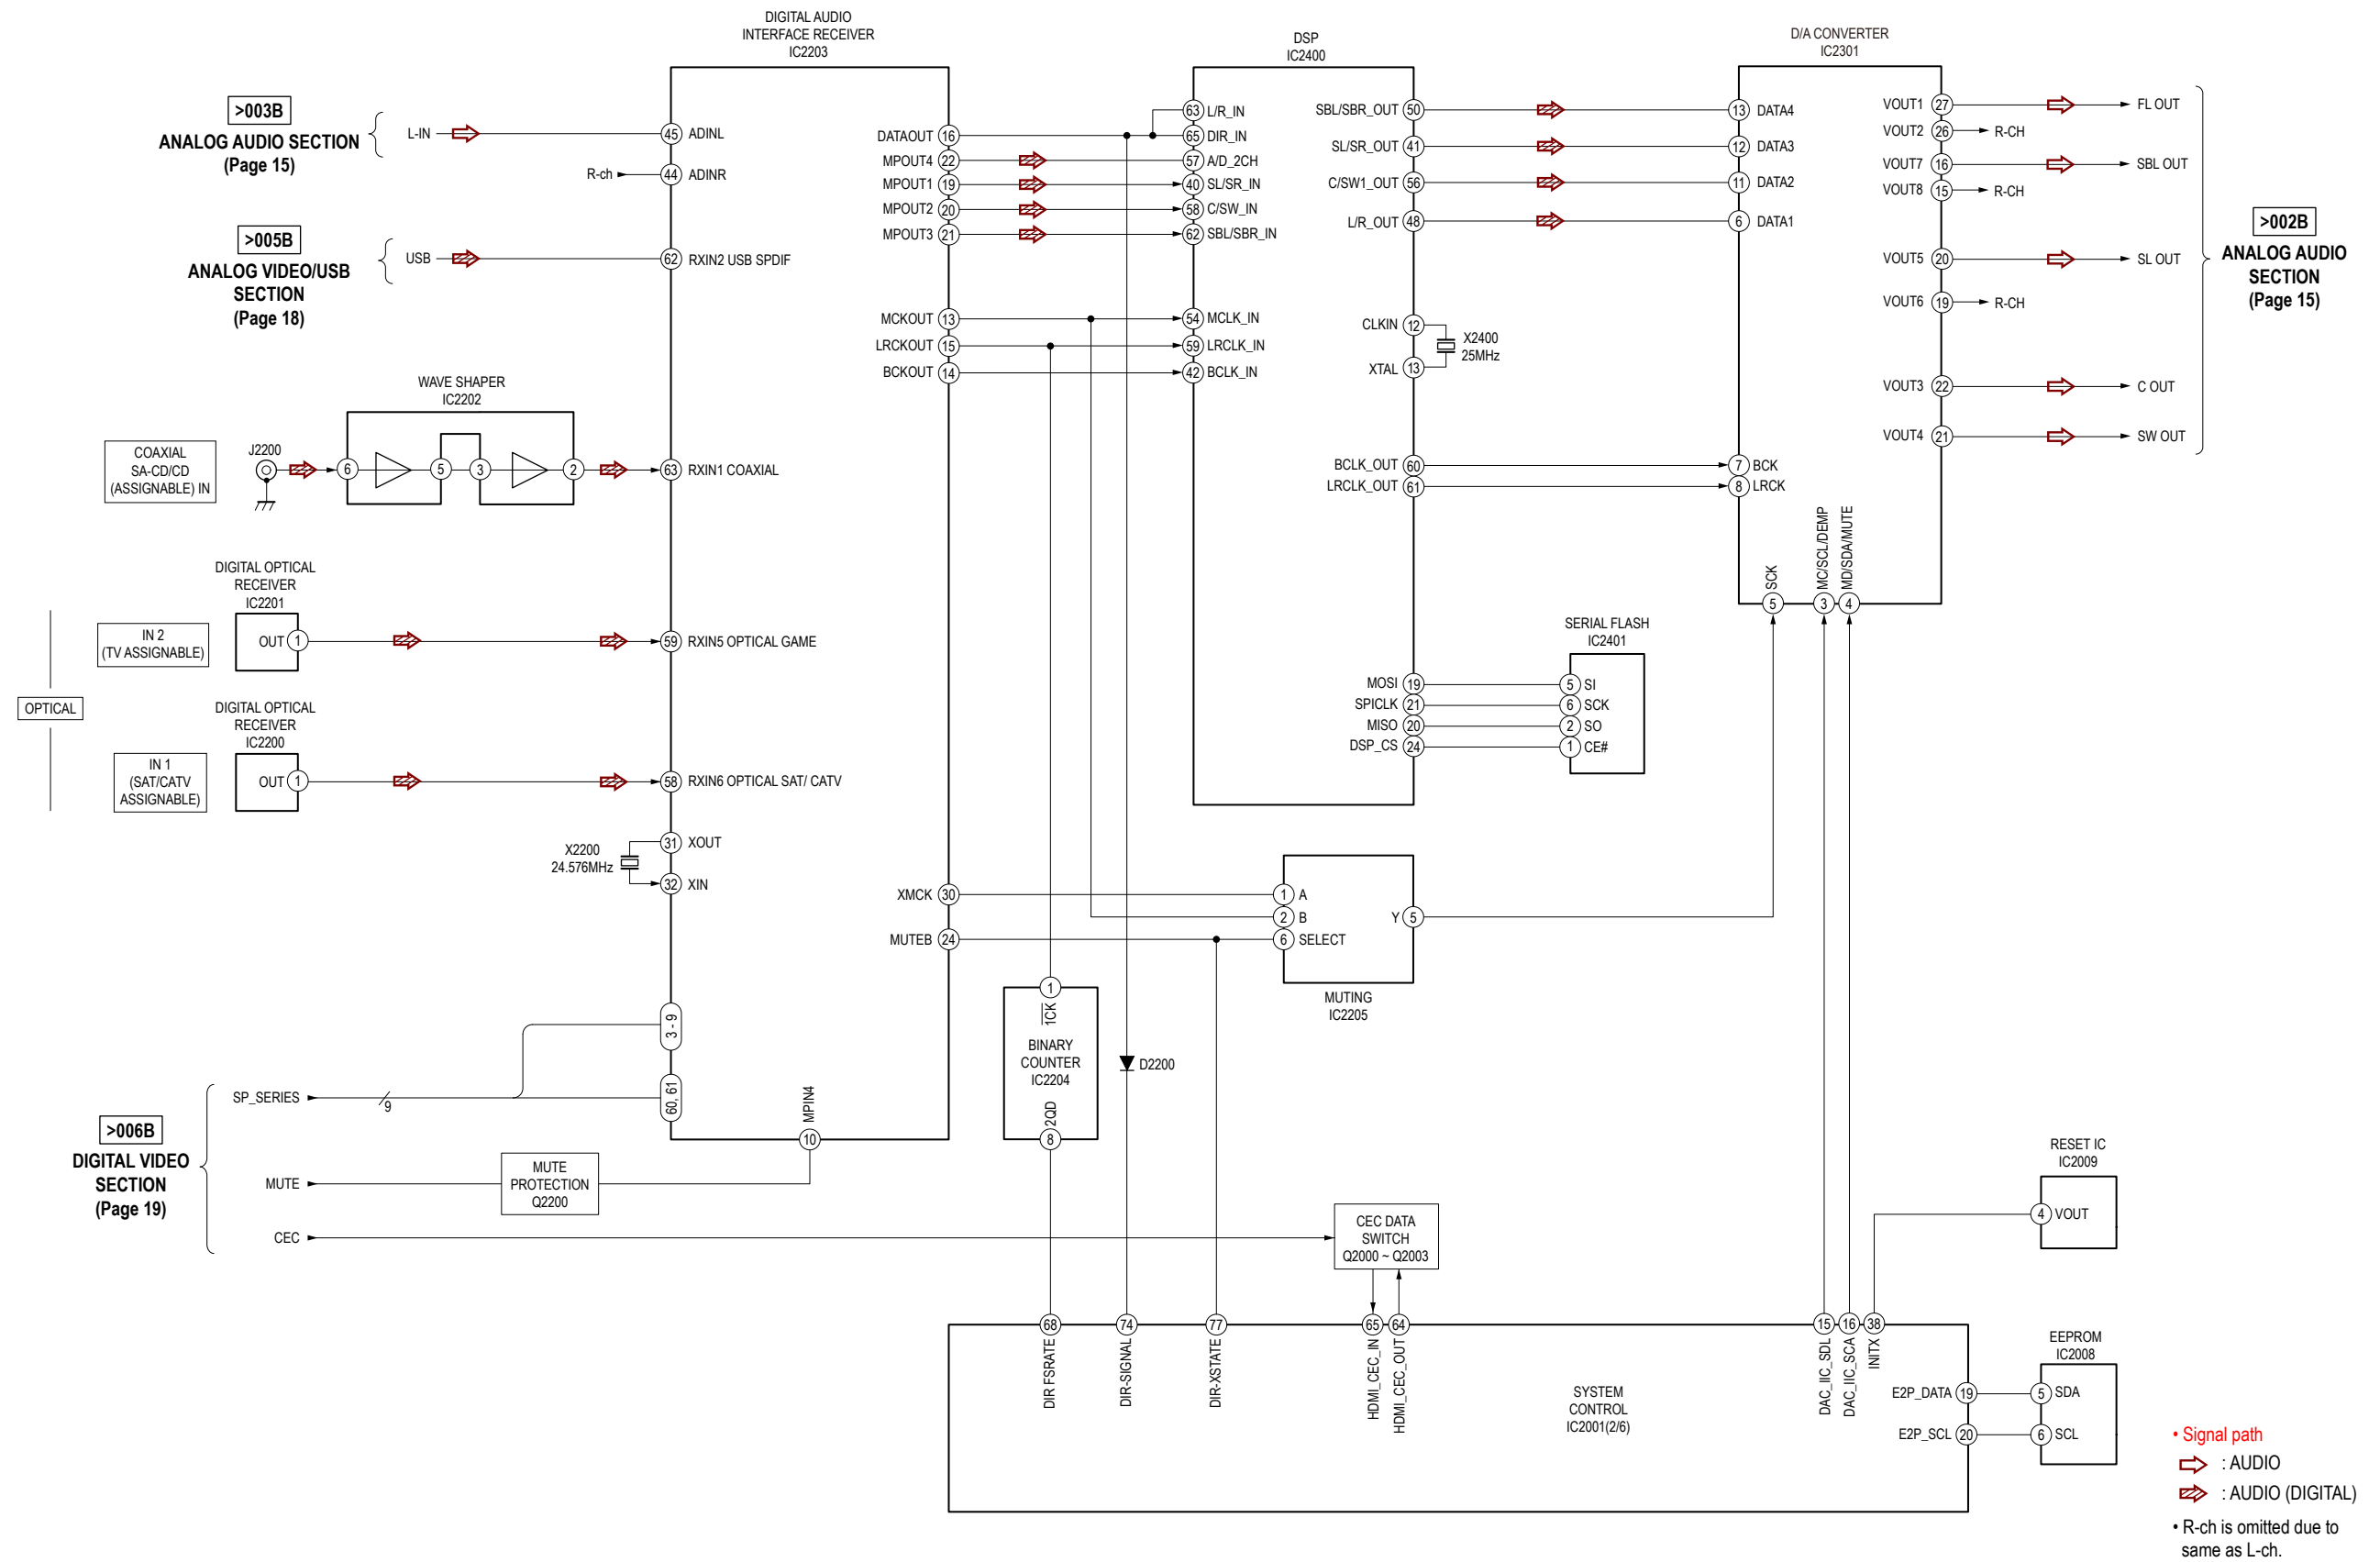 DIGITAL AUDIO
INTERFACE RECEIVER
IC2203
DSP
IC2400
D/A CONVERTER
IC2301
>003B
ANALOG AUDIO SECTION
(Page 15)
L-IN
R-ch
45 ADINL
44 ADINR
>005B
ANALOG VIDEO/USB
SECTION
(Page 18)
USB
62 RXIN2 USB SPDIF
WAVE SHAPER
IC2202
COAXIAL
SA-CD/CD
(ASSIGNABLE) IN
J2200
6
5
3
2
63 RXIN1 COAXIAL
DIGITAL OPTICAL
RECEIVER
IC2201
IN 2
(TV ASSIGNABLE)
OUT 1
59 RXIN5 OPTICAL GAME
OPTICAL
DIGITAL OPTICAL
RECEIVER
IC2200
IN 1
(SAT/CATV
ASSIGNABLE)
OUT 1
58 RXIN6 OPTICAL SAT/ CATV
X2200
24.576MHz
31 XOUT
32 XIN
3 - 9
60, 61
MPIN4
10
DATAOUT 16
MPOUT4 22
MPOUT1 19
MPOUT2 20
MPOUT3 21
MCKOUT 13
LRCKOUT 15
BCKOUT 14
XMCK 30
MUTEB 24
63 L/R_IN
65 DIR_IN
57 A/D_2CH
40 SL/SR_IN
58 C/SW_IN
62 SBL/SBR_IN
54 MCLK_IN
59 LRCLK_IN
42 BCLK_IN
SBL/SBR_OUT 50
SL/SR_OUT 41
C/SW1_OUT 56
L/R_OUT 48
CLKIN 12
XTAL 13
X2400
25MHz
BCLK_OUT 60
LRCLK_OUT 61
MOSI 19
SPICLK 21
MISO 20
DSP_CS 24
SERIAL FLASH
IC2401
5 SI
6 SCK
2 SO
1 CE#
13 DATA4
12 DATA3
11 DATA2
6 DATA1
7 BCK
8 LRCK
SCK
5
MC/SCL/DEMP
3
MD/SDA/MUTE
4
VOUT1 27
FL OUT
VOUT2 26
R-CH
VOUT7 16
SBL OUT
VOUT8 15
R-CH
VOUT5 20
SL OUT
VOUT6 19
R-CH
VOUT3 22
C OUT
VOUT4 21
SW OUT
>002B
ANALOG AUDIO
SECTION
(Page 15)
1 A
2 B
6 SELECT
Y 5
MUTING
IC2205
1
1CK
BINARY
COUNTER
IC2204
2QD
8
D2200
>006B
DIGITAL VIDEO
SECTION
(Page 19)
SP_SERIES
9
MUTE
MUTE
PROTECTION
Q2200
CEC
CEC DATA
SWITCH
Q2000 ~ Q2003
RESET IC
IC2009
4 VOUT
68
DIR FSRATE
74
DIR-SIGNAL
77
DIR-XSTATE
65
HDMI_CEC_IN
64
HDMI_CEC_OUT
15
DAC_IIC_SDL
16
DAC_IIC_SCA
38
INITX
SYSTEM
CONTROL
IC2001(2/6)
E2P_DATA 19
E2P_SCL 20
EEPROM
IC2008
5 SDA
6 SCL
• Signal path
: AUDIO
: AUDIO (DIGITAL)
• R-ch is omitted due to
same as L-ch.